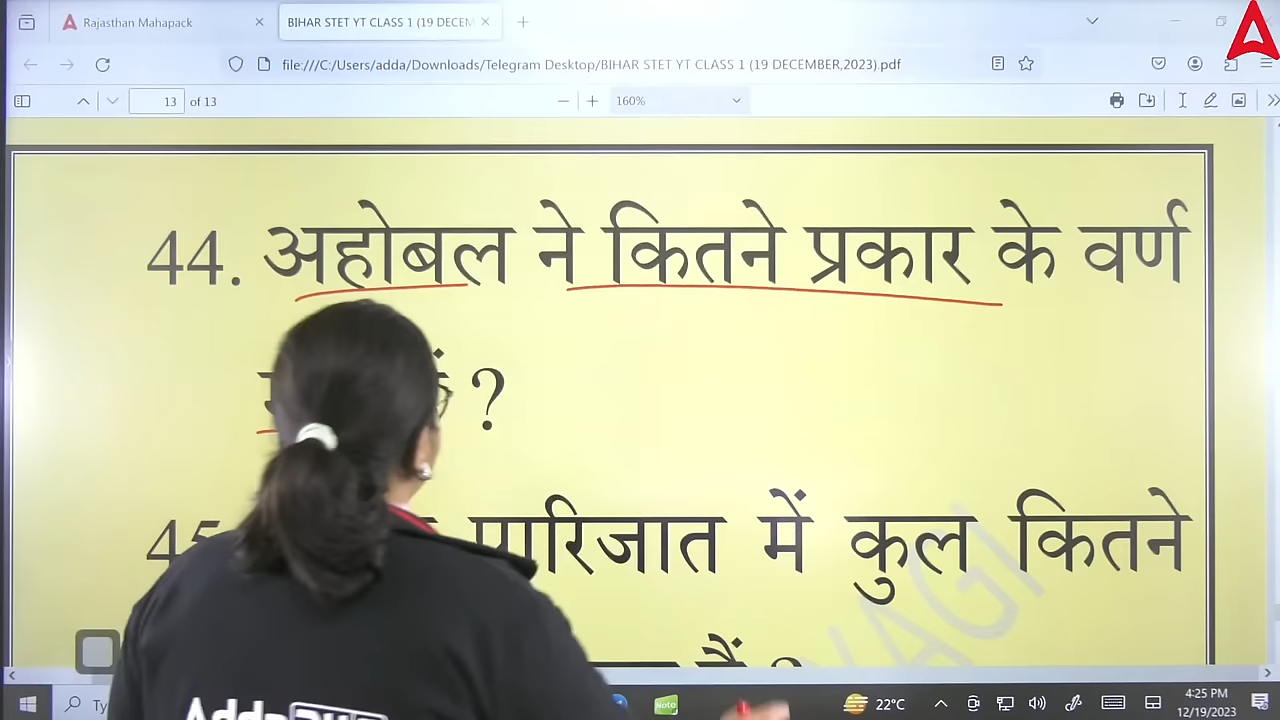 Rajasthan Mahapack
BIHAR STET YT CLASS 1 (19 DECEM
file:///C:/Users/adda/Downloads/Telegram Desktop/BIHAR STET YT CLASS 1 (19 DECEMBER,2023).pdf
13 of 13
160%
44. अहोबल ने कितने प्रकार के वर्ण
?
पारिजात में कुल कितने
22°C
4:25 PM
12/19/2023